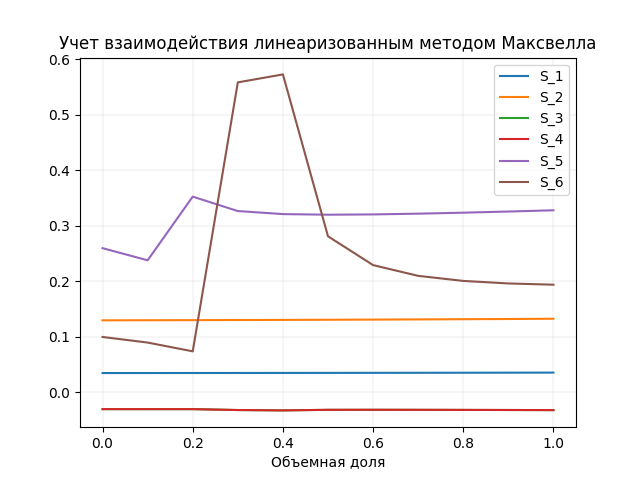 Учет взаимодействия линеаризованным методом Максвелла
0.6
0.5
0.4
0.3
0.2
0.1
0.0
S_1
S_2
S_3
S_4
S_5
S_6
0.0 0.2 0.4 0.6 0.8 1.0
Объемная доля